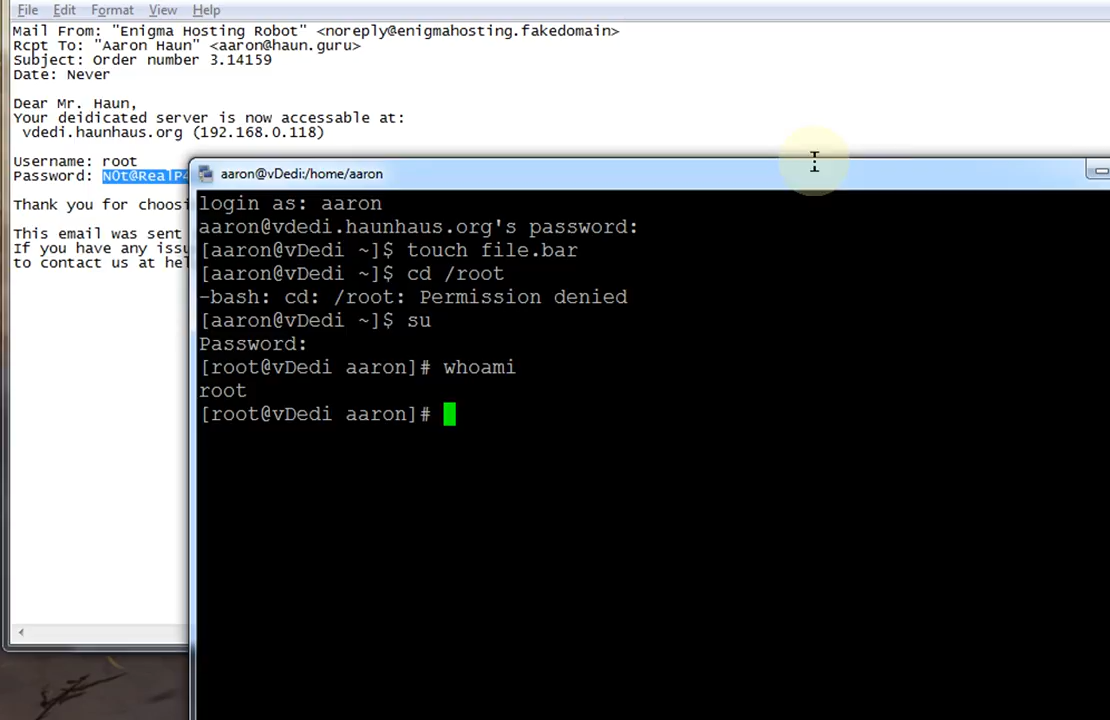 File Edit Format View Help
Mail From: "Enigma Hosting Robot" <noreply@enigmahosting.fakedomain>
Rcpt To: "Aaron Haun" <aaron@haun.guru>
Subject: Order number 3.14159
Date: Never
Dear Mr. Haun,
Your deidicated server is now accessable at:
vdedi.haunhaus.org (192.168.0.118)
Username: root
Password: N0t@RealP4
Thank you for choosi
This email was sent
If you have any issu
to contact us at hel
aaron@vDedi:/home/aaron
login as: aaron
aaron@vdedi.haunhaus.org's password:
[aaron@vDedi ~]$ touch file.bar
[aaron@vDedi ~]$ cd /root
-bash: cd: /root: Permission denied
[aaron@vDedi ~]$ su
Password:
[root@vDedi aaron]# whoami
root
[root@vDedi aaron]#